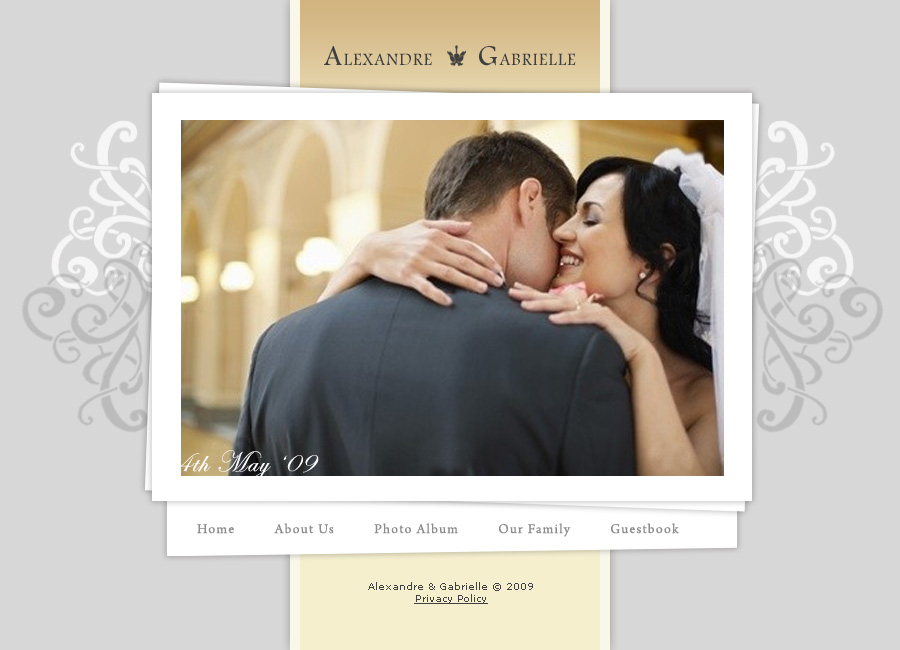 Alexandre Gabrielle
4th May ‘09
Home About Us Photo Album Our Family Guestbook
Alexandre & Gabrielle © 2009
Privacy Policy